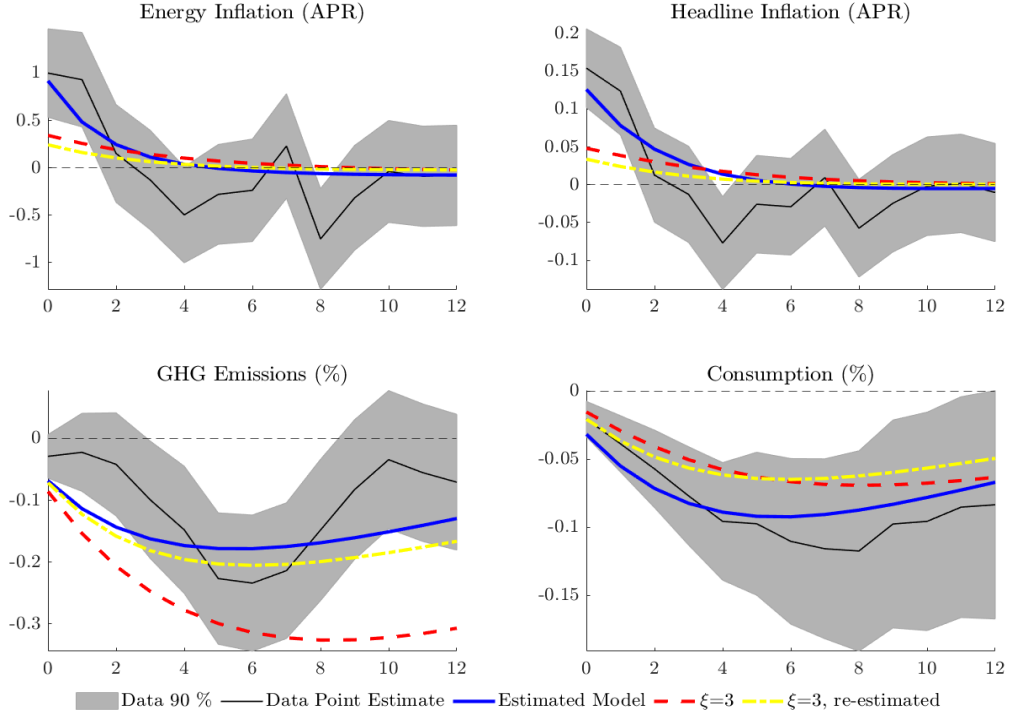 Energy Inflation (APR)
1
0.5
0
-0.5
-1
0 2 4 6 8 10 12
Headline Inflation (APR)
0.2
0.15
0.1
0.05
0
-0.05
-0.1
0 2 4 6 8 10 12
GHG Emissions (%)
0
-0.1
-0.2
-0.3
0 2 4 6 8 10 12
Consumption (%)
0
-0.05
-0.1
-0.15
0 2 4 6 8 10 12
Data 90 % Data Point Estimate Estimated Model ξ=3 ξ=3, re-estimated